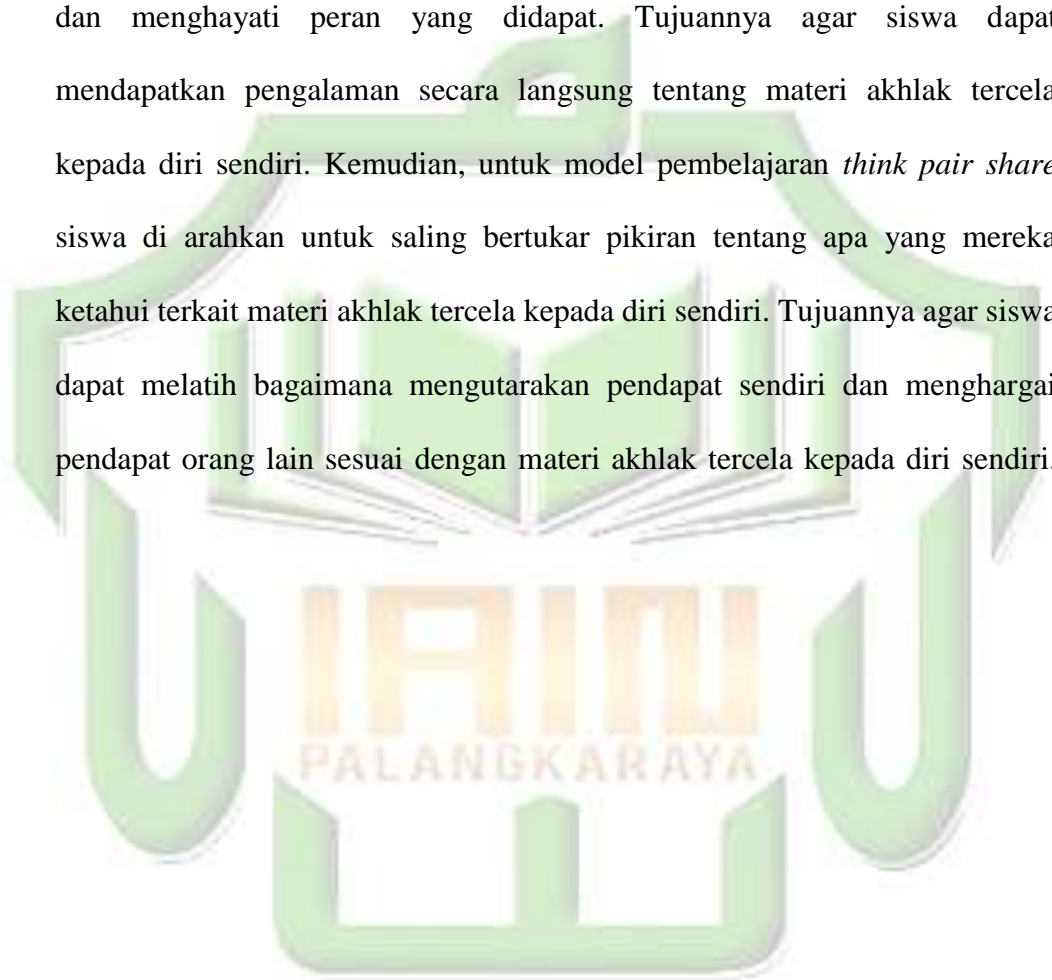 dan menghayati peran yang didapat. Tujuannya agar siswa dapat
mendapatkan pengalaman secara langsung tentang materi akhlak tercela
kepada diri sendiri. Kemudian, untuk model pembelajaran think pair share
siswa di arahkan untuk saling bertukar pikiran tentang apa yang mereka
ketahui terkait materi akhlak tercela kepada diri sendiri. Tujuannya agar siswa
dapat melatih bagaimana mengutarakan pendapat sendiri dan menghargai
pendapat orang lain sesuai dengan materi akhlak tercela kepada diri sendiri.
IAIN
PALANGKARAYA